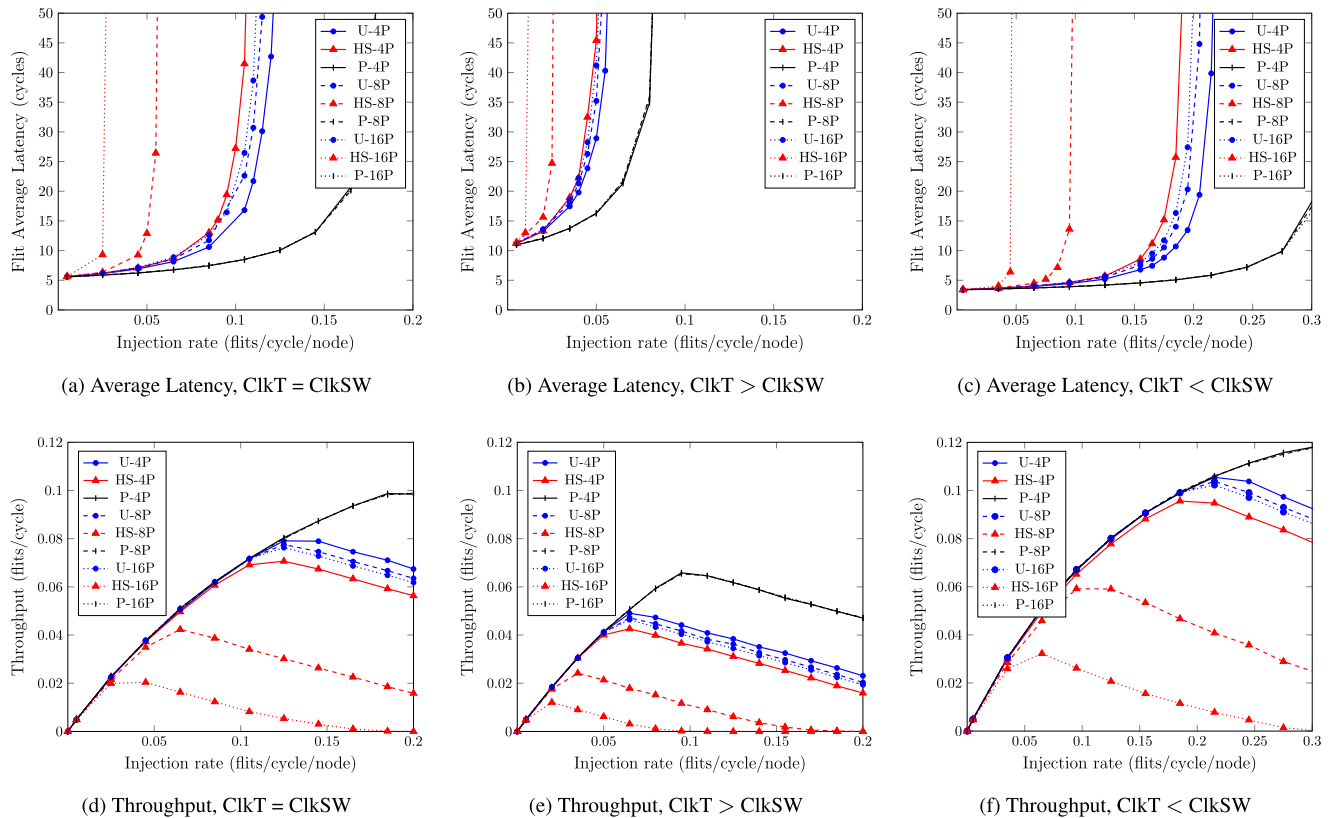 50
45
40
35
30
25
20
15
10
5
0
Flit Average Latency (cycles)
0.05
0.1
0.15
0.2
Injection rate (flits/cycle/node)
U-4P
HS-4P
P-4P
U-8P
HS-8P
P-8P
U-16P
HS-16P
P-16P
(a) Average Latency, ClkT = ClkSW
50
45
40
35
30
25
20
15
10
5
0
Flit Average Latency (cycles)
0.05
0.1
0.15
0.2
Injection rate (flits/cycle/node)
U-4P
HS-4P
P-4P
U-8P
HS-8P
P-8P
U-16P
HS-16P
P-16P
(b) Average Latency, ClkT > ClkSW
50
45
40
35
30
25
20
15
10
5
0
Flit Average Latency (cycles)
0.05
0.1
0.15
0.2
0.25
0.3
Injection rate (flits/cycle/node)
U-4P
HS-4P
P-4P
U-8P
HS-8P
P-8P
U-16P
HS-16P
P-16P
(c) Average Latency, ClkT < ClkSW
0.12
0.1
0.08
0.06
0.04
0.02
0
Throughput (flits/cycle)
0.05
0.1
0.15
0.2
Injection rate (flits/cycle/node)
U-4P
HS-4P
P-4P
U-8P
HS-8P
P-8P
U-16P
HS-16P
P-16P
(d) Throughput, ClkT = ClkSW
0.12
0.1
0.08
0.06
0.04
0.02
0
Throughput (flits/cycle)
0.05
0.1
0.15
0.2
Injection rate (flits/cycle/node)
U-4P
HS-4P
P-4P
U-8P
HS-8P
P-8P
U-16P
HS-16P
P-16P
(e) Throughput, ClkT > ClkSW
0.12
0.1
0.08
0.06
0.04
0.02
0
Throughput (flits/cycle)
0.05
0.1
0.15
0.2
0.25
0.3
Injection rate (flits/cycle/node)
U-4P
HS-4P
P-4P
U-8P
HS-8P
P-8P
U-16P
HS-16P
P-16P
(f) Throughput, ClkT < ClkSW